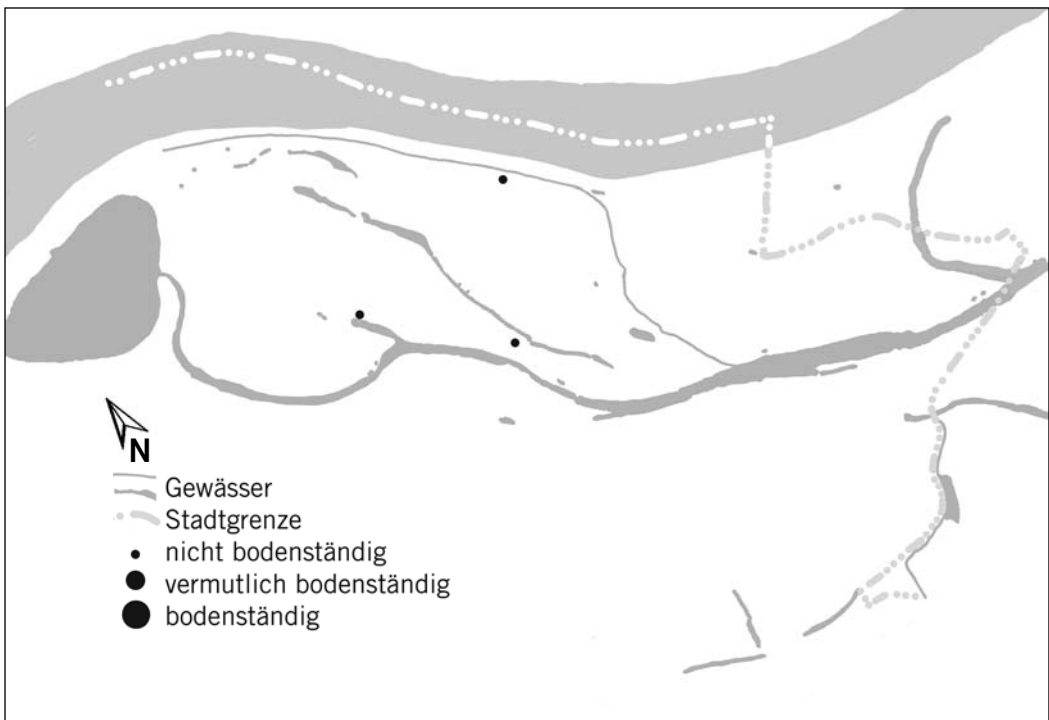 N
Gewässer
Stadtgrenze
nicht bodenständig
vermutlich bodenständig
bodenständig